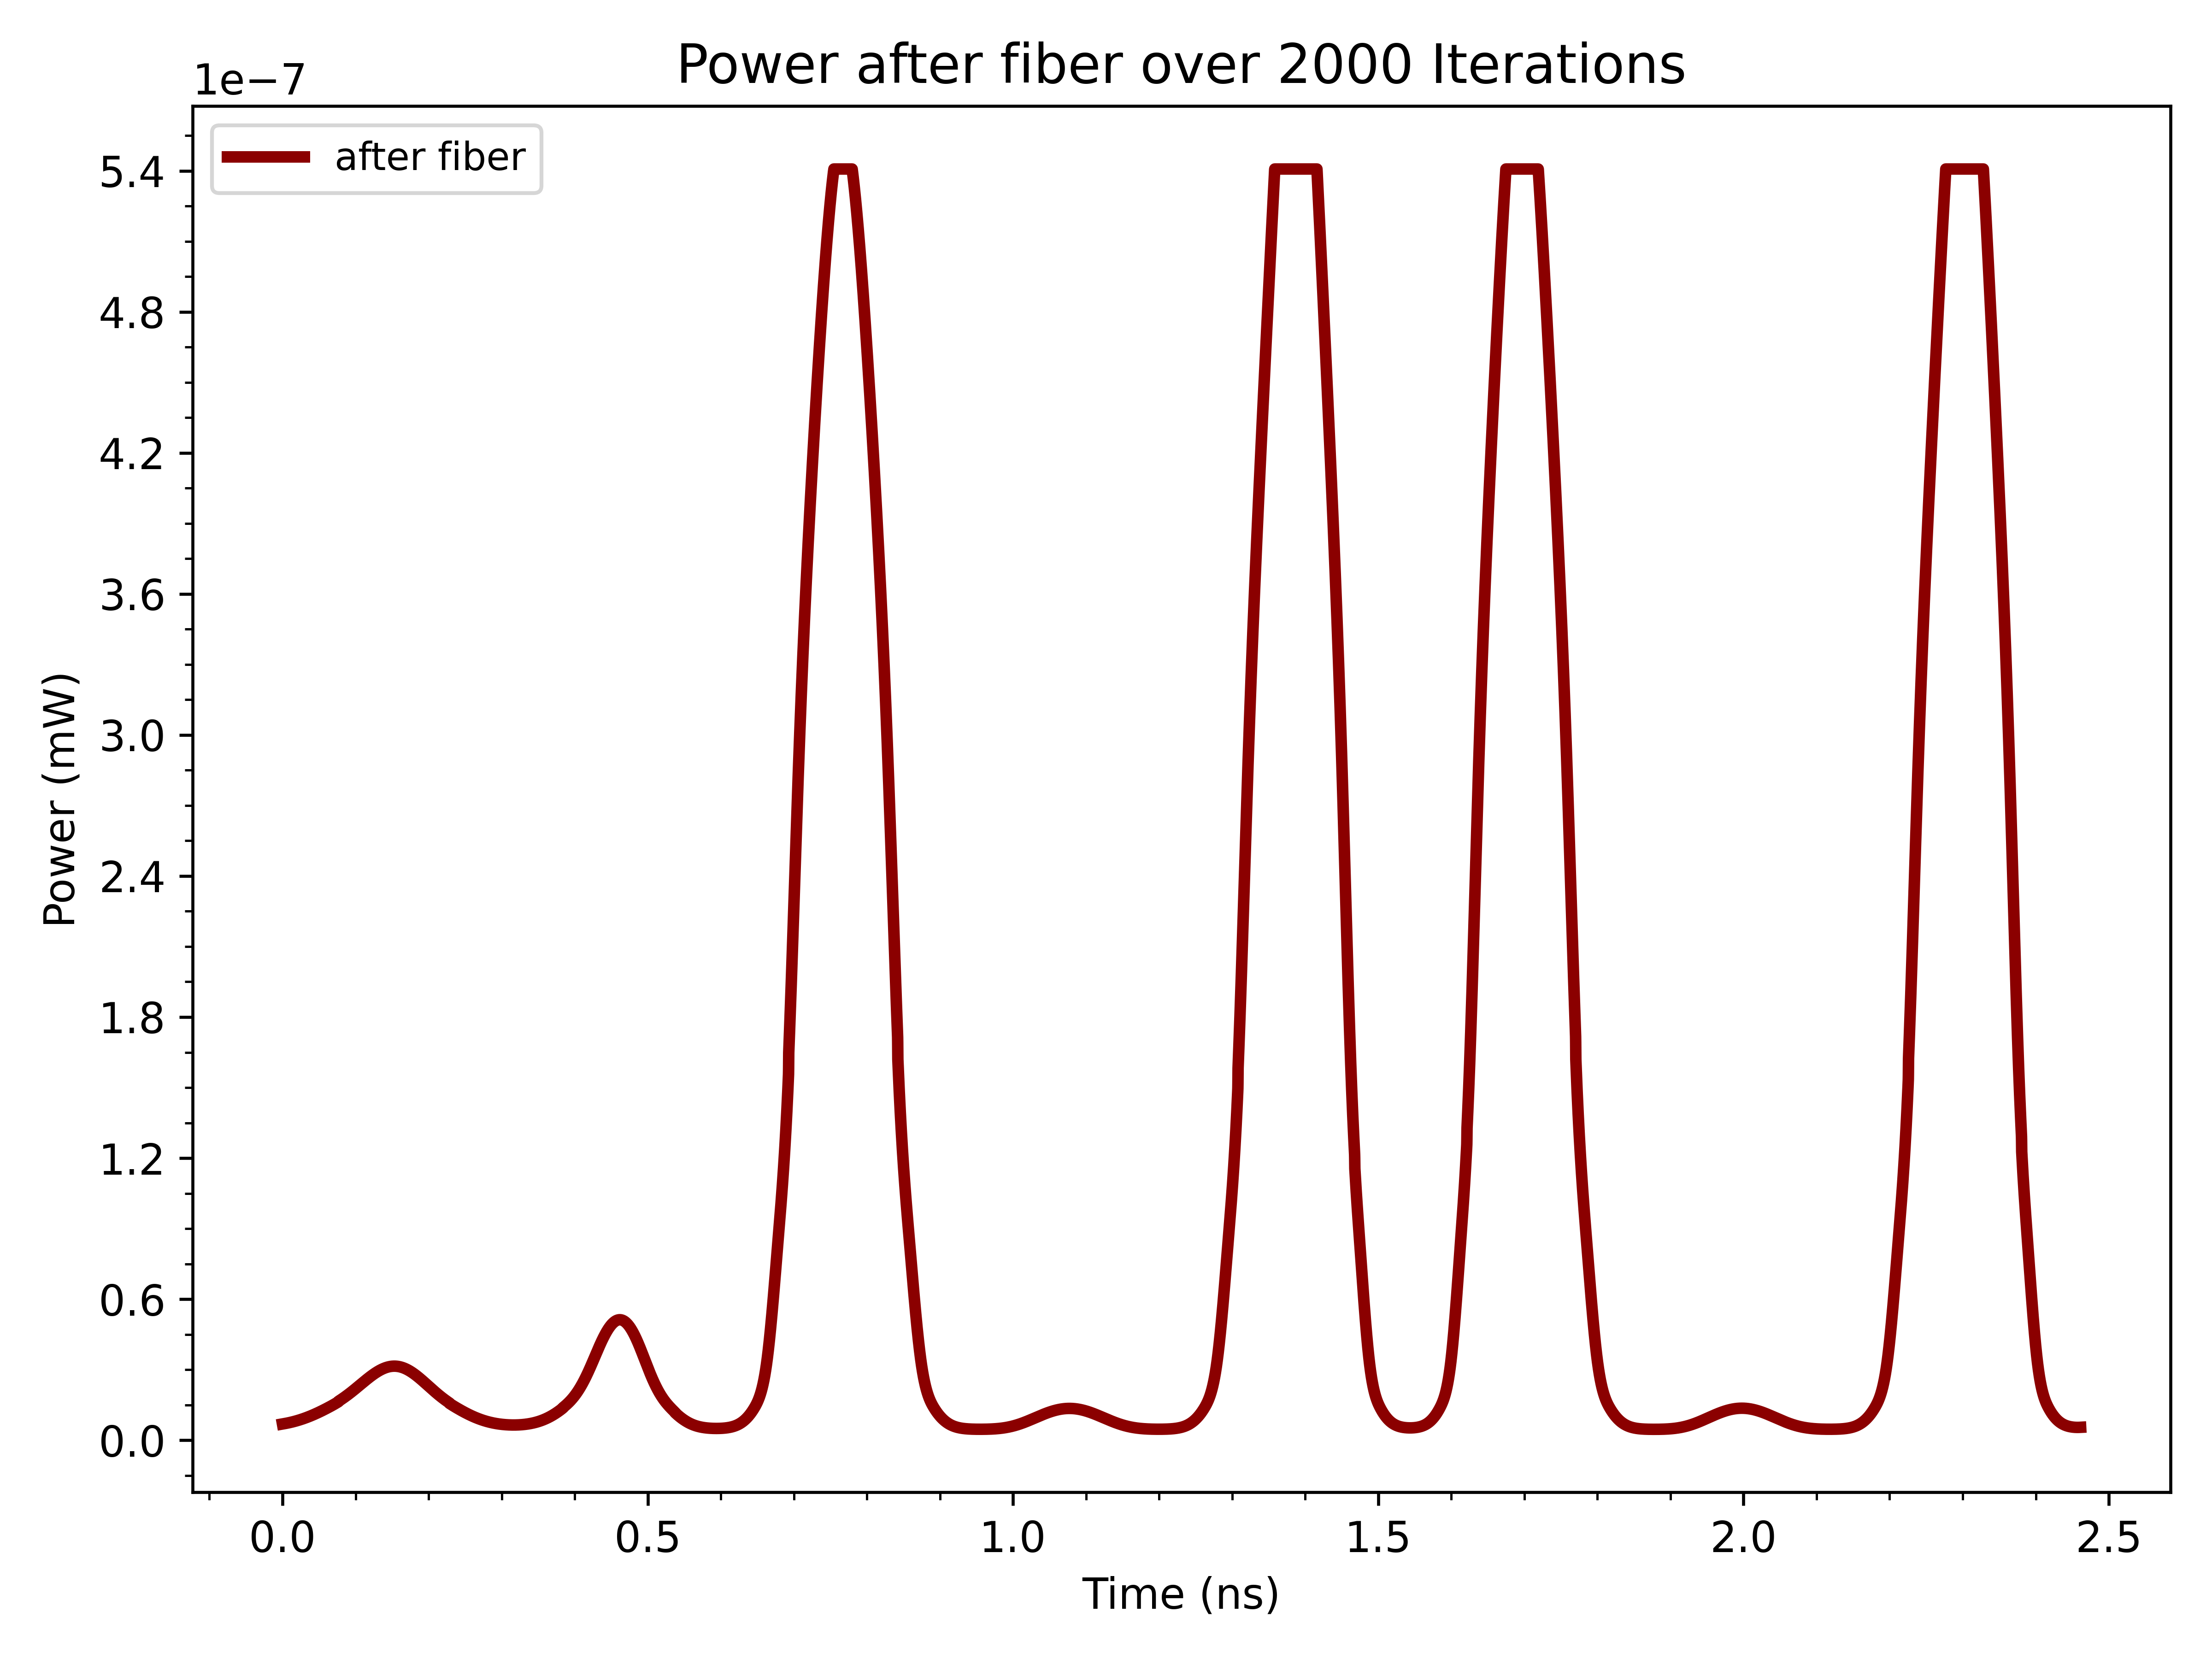 Power after fiber over 2000 Iterations
1e−7
after fiber
5.4
4.8
4.2
3.6
3.0
2.4
1.8
1.2
0.6
0.0
Power (mW)
0.0 0.5 1.0 1.5 2.0 2.5
Time (ns)